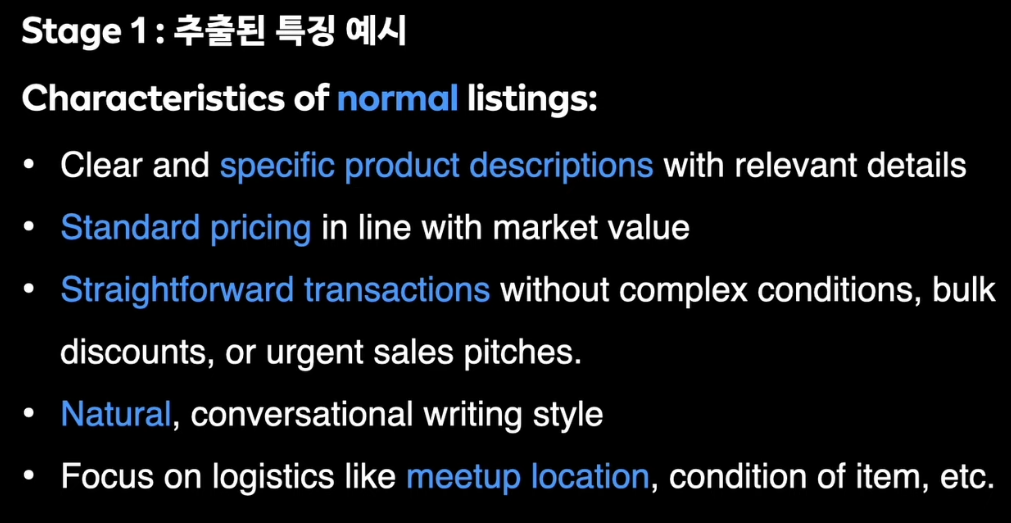 Stage 1 : 추출된 특징 예시
Characteristics of normal listings:
• Clear and specific product descriptions with relevant details
• Standard pricing in line with market value
• Straightforward transactions without complex conditions, bulk
discounts, or urgent sales pitches.
• Natural, conversational writing style
• Focus on logistics like meetup location, condition of item, etc.